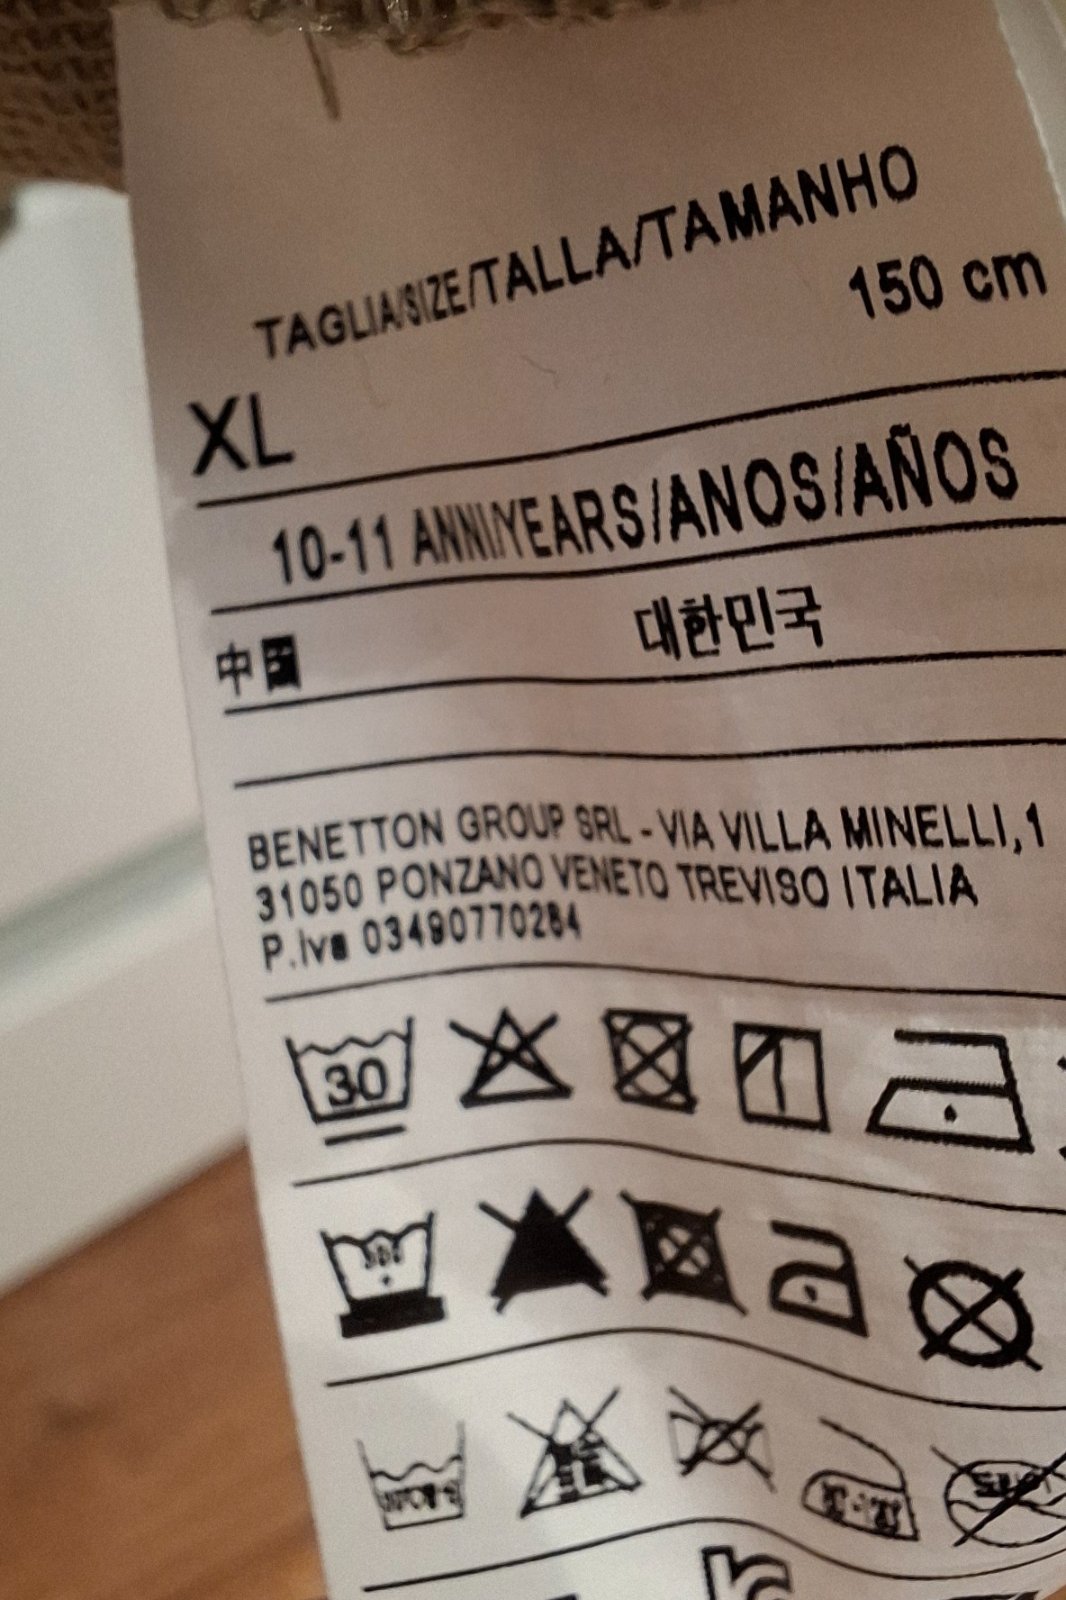 TAGLIA/SIZE/TALLA/TAMANHO
150 cm
XL
10-11 ANNI/YEARS/ANOS/AÑOS
中国 대한민국
BENETTON GROUP SRL - VIA VILLA MINELLI, 1
31050 PONZANO VENETO TREVISO ITALIA
P.iva 03490770284
30